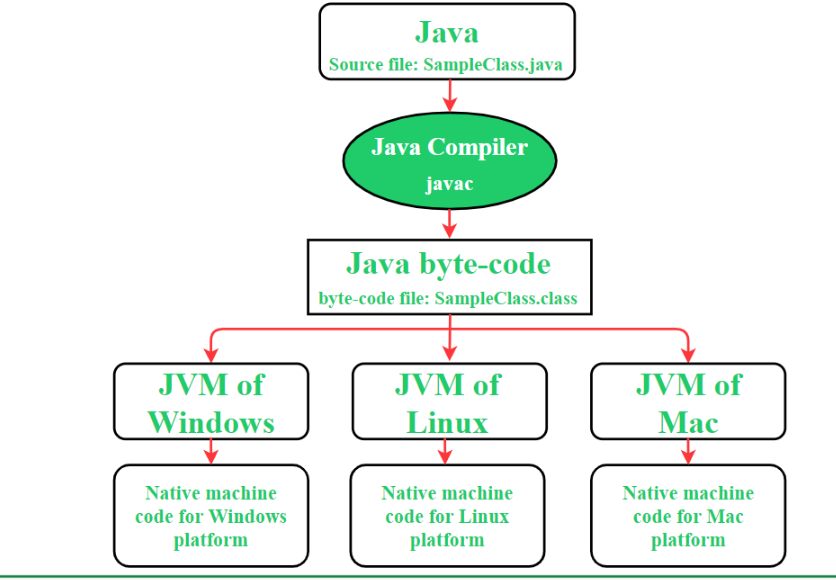 Java
Source file: SampleClass.java
Java Compiler
javac
Java byte-code
byte-code file: SampleClass.class
JVM of
Windows
JVM of
Linux
JVM of
Mac
Native machine
code for Windows
platform
Native machine
code for Linux
platform
Native machine
code for Mac
platform